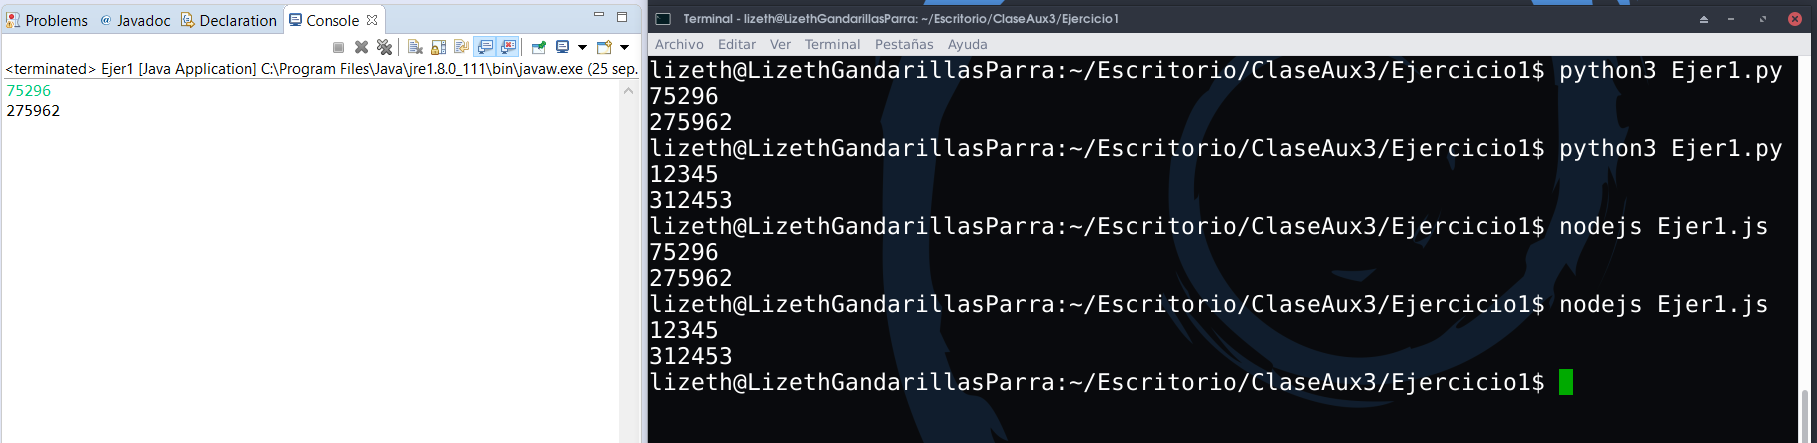 Problems @ Javadoc Declaration Console
<terminated> Ejer1 [Java Application] C:\Program Files\Java\jre1.8.0_111\bin\javaw.exe (25 sep.
75296
275962
Terminal - lizeth@LizethGandarillasParra: ~/Escritorio/ClaseAux3/Ejercicio1
Archivo Editar Ver Terminal Pestañas Ayuda
lizeth@LizethGandarillasParra:~/Escritorio/ClaseAux3/Ejercicio1$ python3 Ejer1.py
75296
275962
lizeth@LizethGandarillasParra:~/Escritorio/ClaseAux3/Ejercicio1$ python3 Ejer1.py
12345
312453
lizeth@LizethGandarillasParra:~/Escritorio/ClaseAux3/Ejercicio1$ nodejs Ejer1.js
75296
275962
lizeth@LizethGandarillasParra:~/Escritorio/ClaseAux3/Ejercicio1$ nodejs Ejer1.js
12345
312453
lizeth@LizethGandarillasParra:~/Escritorio/ClaseAux3/Ejercicio1$